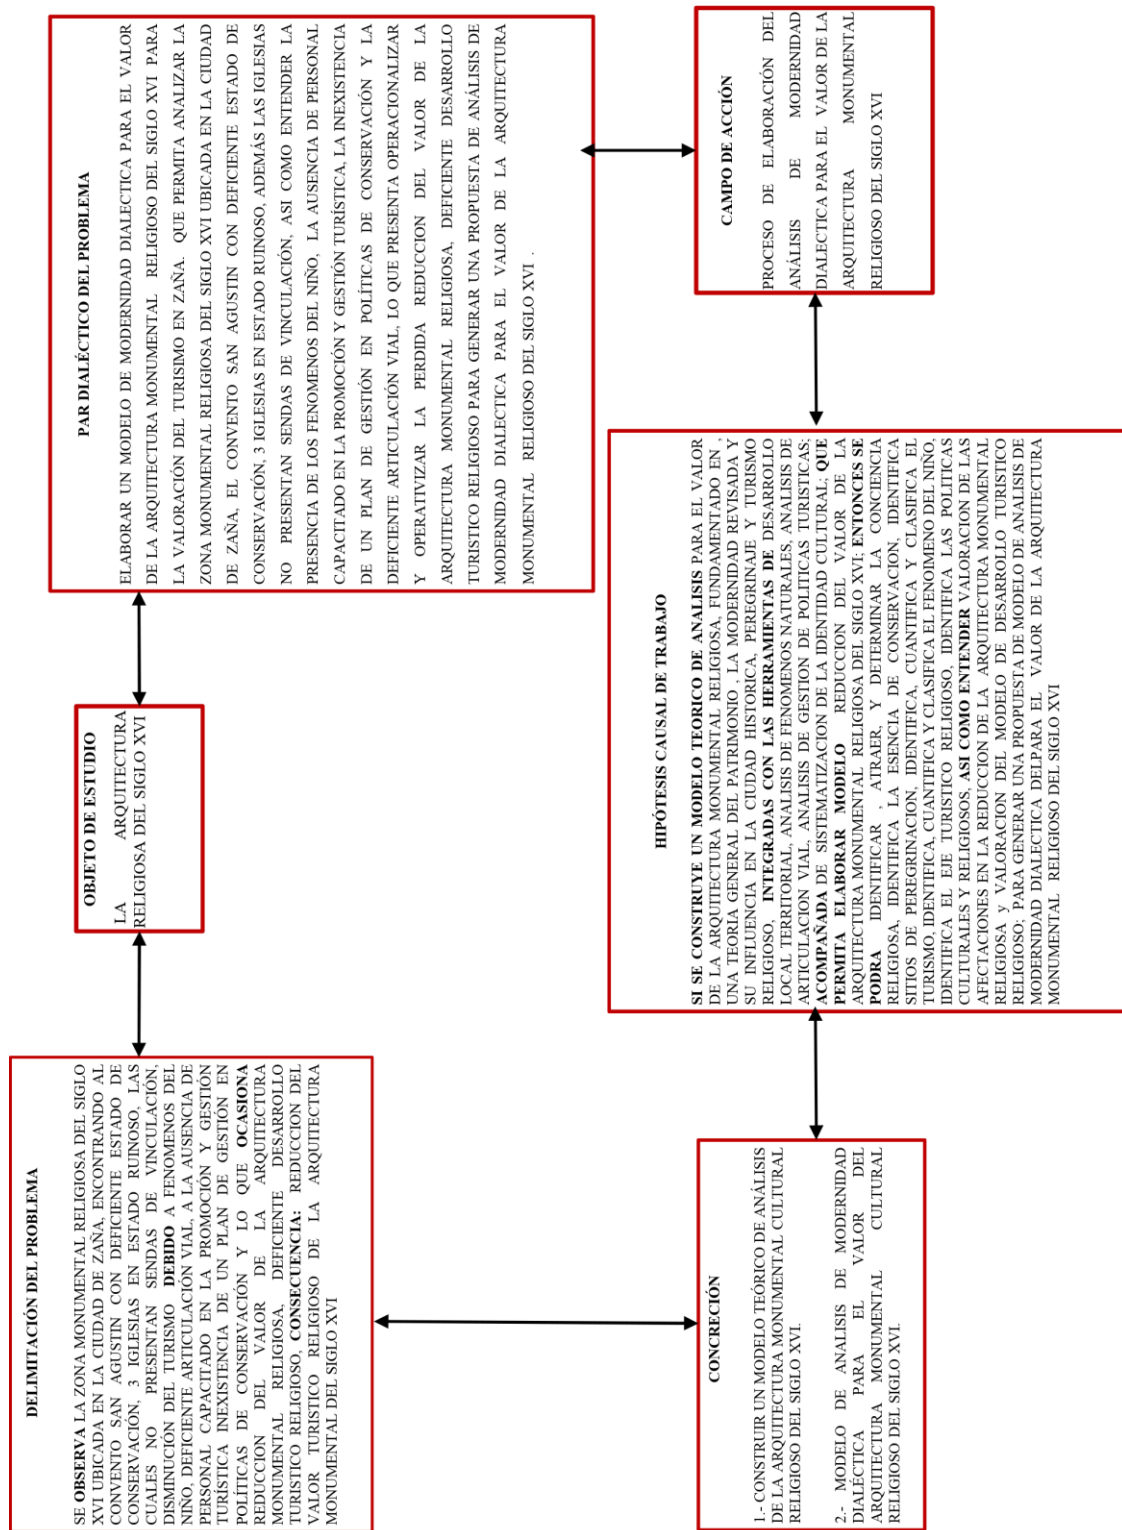 DELIMITACIÓN DEL PROBLEMA
SE OBSERVA LA ZONA MONUMENTAL RELIGIOSA DEL SIGLO
XVI UBICADA EN LA CIUDAD DE ZAÑA, ENCONTRANDO AL
CONVENTO SAN AGUSTIN CON DEFICIENTE ESTADO DE
CONSERVACIÓN, 3 IGLESIAS EN ESTADO RUINOSO, LAS
CUALES NO PRESENTAN SENDAS DE VINCULACIÓN,
DISMINUCIÓN DEL TURISMO DEBIDO A FENOMENOS DEL
NIÑO, DEFICIENTE ARTICULACIÓN VIAL, A LA AUSENCIA DE
PERSONAL CAPACITADO EN LA PROMOCIÓN Y GESTIÓN
TURÍSTICA INEXISTENCIA DE UN PLAN DE GESTIÓN EN
POLÍTICAS DE CONSERVACIÓN Y LO QUE OCASIONA
REDUCCION DEL VALOR DE LA ARQUITECTURA
MONUMENTAL RELIGIOSA, DEFICIENTE DESARROLLO
TURISTICO RELIGIOSO, CONSECUENCIA: REDUCCION DEL
VALOR TURISTICO RELIGIOSO DE LA ARQUITECTURA
MONUMENTAL DEL SIGLO XVI
OBJETO DE ESTUDIO
LA ARQUITECTURA
RELIGIOSA DEL SIGLO XVI
PAR DIALÉCTICO DEL PROBLEMA
ELABORAR UN MODELO DE MODERNIDAD DIALECTICA PARA EL VALOR
DE LA ARQUITECTURA MONUMENTAL RELIGIOSO DEL SIGLO XVI PARA
LA VALORACIÓN DEL TURISIMO EN ZAÑA. QUE PERMITA ANALIZAR LA
ZONA MONUMENTAL RELIGIOSA DEL SIGLO XVI UBICADA EN LA CIUDAD
DE ZAÑA, EL CONVENTO SAN AGUSTIN CON DEFICIENTE ESTADO DE
CONSERVACIÓN, 3 IGLESIAS EN ESTADO RUINOSO, ADEMÁS LAS IGLESIAS
NO PRESENTAN SENDAS DE VINCULACIÓN, ASI COMO ENTENDER LA
PRESENCIA DE LOS FENOMENOS DEL NIÑO, LA AUSENCIA DE PERSONAL
CAPACITADO EN LA PROMOCIÓN Y GESTIÓN TURÍSTICA, LA INEXISTENCIA
DE UN PLAN DE GESTIÓN EN POLÍTICAS DE CONSERVACIÓN Y LA
DEFICIENTE ARTICULACIÓN VIAL, LO QUE PRESENTA OPERACIONALIZAR
Y OPERATIVIZAR LA PERDIDA REDUCCION DEL VALOR DE LA
ARQUITECTURA MONUMENTAL RELIGIOSA, DEFICIENTE DESARROLLO
TURISTICO RELIGIOSO PARA GENERAR UNA PROPUESTA DE ANÁLISIS DE
MODERNIDAD DIALECTICA PARA EL VALOR DE LA ARQUITECTURA
MONUMENTAL RELIGIOSO DEL SIGLO XVI .
CONCRECIÓN
1.- CONSTRUIR UN MODELO TEÓRICO DE ANÁLISIS
DE LA ARQUITECTURA MONUMENTAL CULTURAL
RELIGIOSO DEL SIGLO XVI.
2.- MODELO DE ANALISIS DE MODERNIDAD
DIALÉCTICA PARA EL VALOR DEL
ARQUITECTURA MONUMENTAL CULTURAL
RELIGIOSO DEL SIGLO XVI.
HIPÓTESIS CAUSAL DE TRABAJO
SI SE CONSTRUYE UN MODELO TEORICO DE ANALISIS PARA EL VALOR
DE LA ARQUITECTURA MONUMENTAL RELIGIOSA, FUNDAMENTADO EN ,
UNA TEORIA GENERAL DEL PATRIMONIO , LA MODERNIDAD REVISADA Y
SU INFLUENCIA EN LA CIUDAD HISTORICA, PEREGRINAJE Y TURISMO
RELIGIOSO, INTEGRADAS CON LAS HERRAMIENTAS DE DESARROLLO
LOCAL TERRITORIAL, ANALISIS DE FENOMENOS NATURALES, ANALISIS DE
ARTICULACION VIAL, ANALISIS DE GESTION DE POLITICAS TURISTICAS;
ACOMPAÑADA DE SISTEMATIZACION DE LA IDENTIDAD CULTURAL; QUE
PERMITA ELABORAR MODELO REDUCCION DEL VALOR DE LA
ARQUITECTURA MONUMENTAL RELIGIOSA DEL SIGLO XVI; ENTONCES SE
PODRA IDENTIFICAR , ATRAER, Y DETERMINAR LA CONCIENCIA
RELIGIOSA, IDENTIFICA LA ESENCIA DE CONSERVACION, IDENTIFICA
SITIOS DE PEREGRINACION, IDENTIFICA, CUANTIFICA Y CLASIFICA EL
TURISMO, IDENTIFICA, CUANTIFICA Y CLASIFICA EL FENOIMENO DEL NIÑO,
IDENTIFICA EL EJE TURISTICO RELIGIOSO, IDENTIFICA LAS POLITICAS
CULTURALES Y RELIGIOSOS, ASI COMO ENTENDER VALORACION DE LAS
AFECTACIONES EN LA REDUCCION DE LA ARQUITECTURA MONUMENTAL
RELIGIOSA y VALORACION DEL MODELO DE DESARROLLO TURISTICO
RELIGIOSO; PARA GENERAR UNA PROPUESTA DE MODELO DE ANALISIS DE
MODERNIDAD DIALECTICA DELPARA EL VALOR DE LA ARQUITECTURA
MONUMENTAL RELIGIOSO DEL SIGLO XVI
CAMPO DE ACCIÓN
PROCESO DE ELABORACIÓN DEL
ANÁLISIS DE MODERNIDAD
DIALECTICA PARA EL VALOR DE LA
ARQUITECTURA MONUMENTAL
RELIGIOSO DEL SIGLO XVI